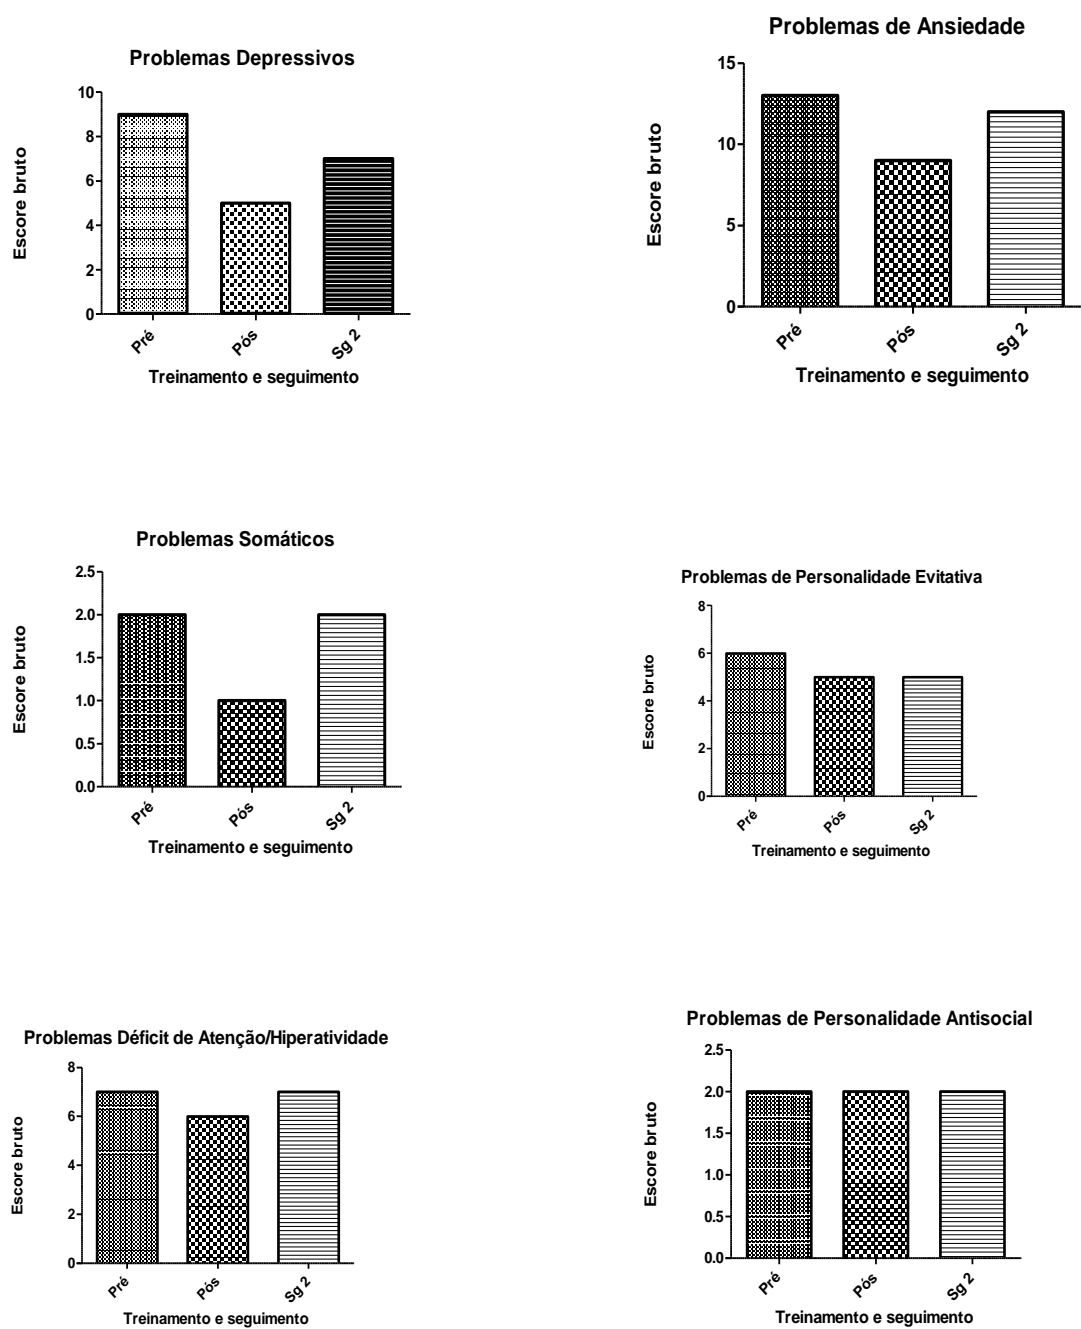 Problemas Depressivos
Escore bruto
10
8
6
4
2
0
Pré
Pós
Sg 2
Treinamento e seguimento
Problemas de Ansiedade
Escore bruto
15
10
5
0
Pré
Pós
Sg 2
Treinamento e seguimento
Problemas Somáticos
Escore bruto
2.5
2.0
1.5
1.0
0.5
0.0
Pré
Pós
Sg 2
Treinamento e seguimento
Problemas de Personalidade Evitativa
Escore bruto
8
6
4
2
0
Pré
Pós
Sg 2
Treinamento e seguimento
Problemas Déficit de Atenção/Hiperatividade
Escore bruto
8
6
4
2
0
Pré
Pós
Sg 2
Treinamento e seguimento
Problemas de Personalidade Antisocial
Escore bruto
2.5
2.0
1.5
1.0
0.5
0.0
Pré
Pós
Sg 2
Treinamento e seguimento